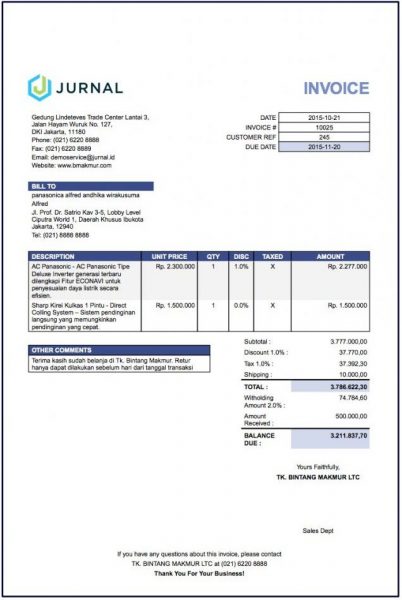 JURNAL
INVOICE
Gedung Lindeteves Trade Center Lantai 3,
Jalan Hayam Wuruk No. 127,
DKI Jakarta, 11180
Phone: (021) 6220 8888
Fax: (021) 6220 8889
Email: demoservice@jurnal.id
Website: www.bmakmur.com
DATE 2015-10-21
INVOICE # 10025
CUSTOMER REF 245
DUE DATE 2015-11-20
BILL TO
panasonica alfred andhika wirakusuma
Alfred
Jl. Prof. Dr. Satrio Kav 3-5, Lobby Level
Ciputra World 1, Daerah Khusus Ibukota
Jakarta, 12940
Tel: (021) 8888 8888
DESCRIPTION UNIT PRICE QTY DISC TAXED AMOUNT
AC Panasonic - AC Panasonic Tipe Rp. 2.300.000 1 1.0% X Rp. 2.277.000
Deluxe Inverter generasi terbaru
dilengkapi Fitur ECONAVI untuk
penyesuaian daya listrik secara
efisien.
Sharp Kirei Kulkas 1 Pintu - Direct Rp. 1.500.000 1 0.0% X Rp. 1.500.000
Coling System – Sistem pendinginan
langsung yang memungkinkan
pendinginan yang cepat.
OTHER COMMENTS
Terima kasih sudah belanja di Tk. Bintang Makmur. Retur
hanya dapat dilakukan sebelum hari dari tanggal transaksi
Subtotal : 3.777.000,00
Discount 1.0% : 37.770,00
Tax 1.0% : 37.392,30
Shipping : 10.000,00
TOTAL : 3.786.622,30
Witholding 74.784,60
Amount 2.0% :
Amount 500.000,00
Received :
BALANCE 3.211.837,70
DUE :
Yours Faithfully,
TK. BINTANG MAKMUR LTC
Sales Dept
If you have any questions about this invoice, please contact
TK. BINTANG MAKMUR LTC at (021) 6220 8888
Thank You For Your Business!